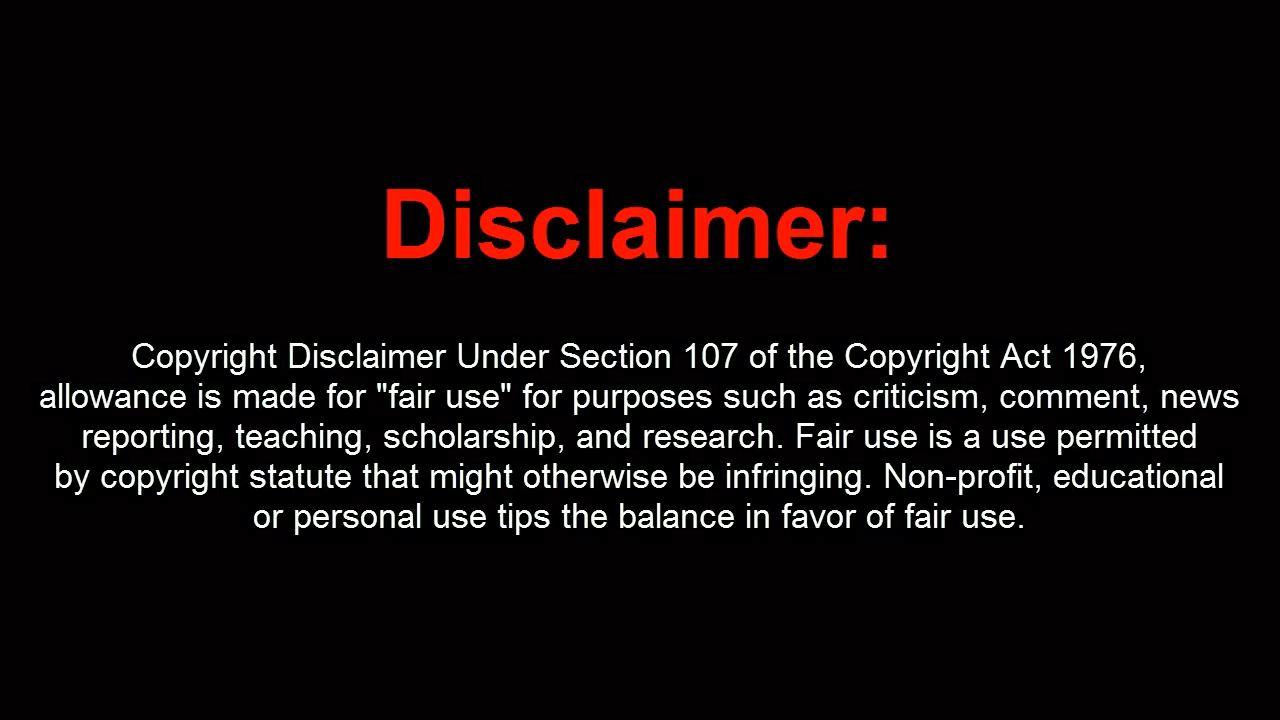 Disclaimer:
Copyright Disclaimer Under Section 107 of the Copyright Act 1976,
allowance is made for "fair use" for purposes such as criticism, comment, news
reporting, teaching, scholarship, and research. Fair use is a use permitted
by copyright statute that might otherwise be infringing. Non-profit, educational
or personal use tips the balance in favor of fair use.